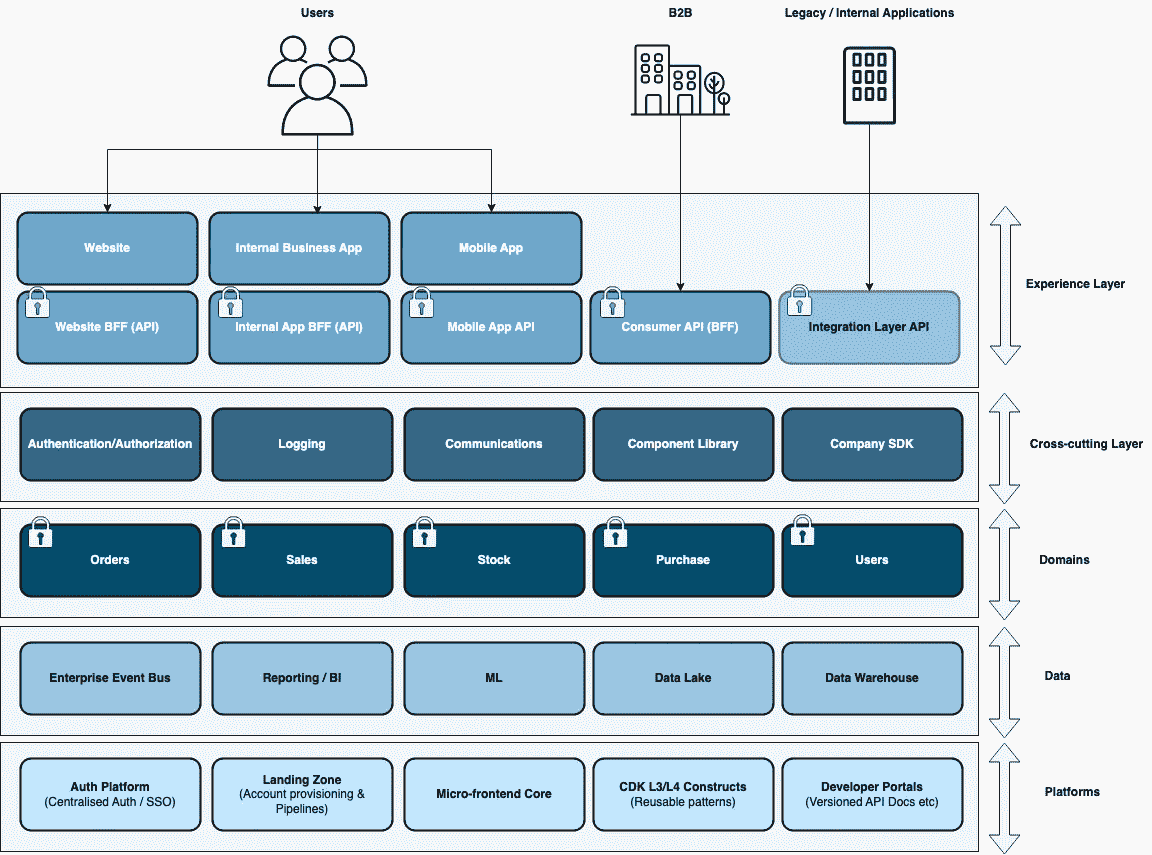 Users
B2B
Legacy / Internal Applications
Website
Internal Business App
Mobile App
Website BFF (API)
Internal App BFF (API)
Mobile App API
Consumer API (BFF)
Integration Layer API
Experience Layer
Authentication/Authorization
Logging
Communications
Component Library
Company SDK
Cross-cutting Layer
Orders
Sales
Stock
Purchase
Users
Domains
Enterprise Event Bus
Reporting / BI
ML
Data Lake
Data Warehouse
Data
Auth Platform
(Centralised Auth / SSO)
Landing Zone
(Account provisioning &
Pipelines)
Micro-frontend Core
CDK L3/L4 Constructs
(Reusable patterns)
Developer Portals
(Versioned API Docs etc)
Platforms